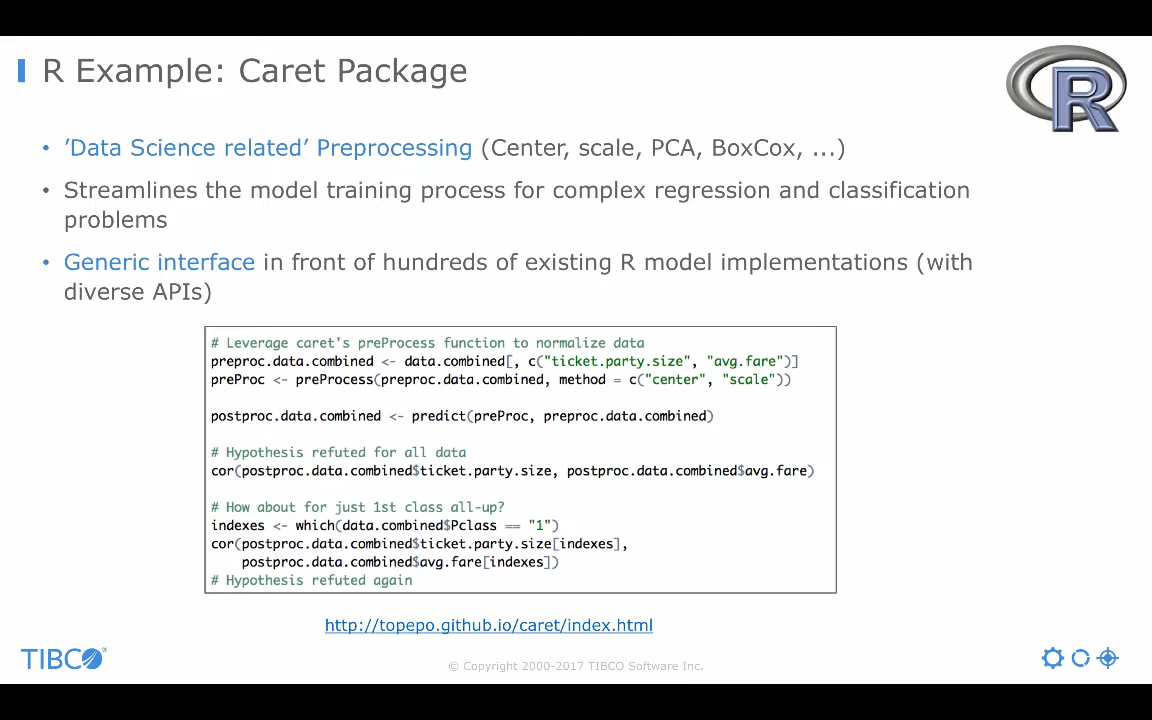 R Example: Caret Package
R
• ’Data Science related’ Preprocessing (Center, scale, PCA, BoxCox, ...)
• Streamlines the model training process for complex regression and classification
problems
• Generic interface in front of hundreds of existing R model implementations (with
diverse APIs)
# Leverage caret's preProcess function to normalize data
preproc.data.combined <- data.combined[, c("ticket.party.size", "avg.fare")]
preProc <- preProcess(preproc.data.combined, method = c("center", "scale"))
postproc.data.combined <- predict(preProc, preproc.data.combined)
# Hypothesis refuted for all data
cor(postproc.data.combined$ticket.party.size, postproc.data.combined$avg.fare)
# How about for just 1st class all-up?
indexes <- which(data.combined$Pclass == "1")
cor(postproc.data.combined$ticket.party.size[indexes],
postproc.data.combined$avg.fare[indexes])
# Hypothesis refuted again
http://topepo.github.io/caret/index.html
TIBCO®
© Copyright 2000-2017 TIBCO Software Inc.